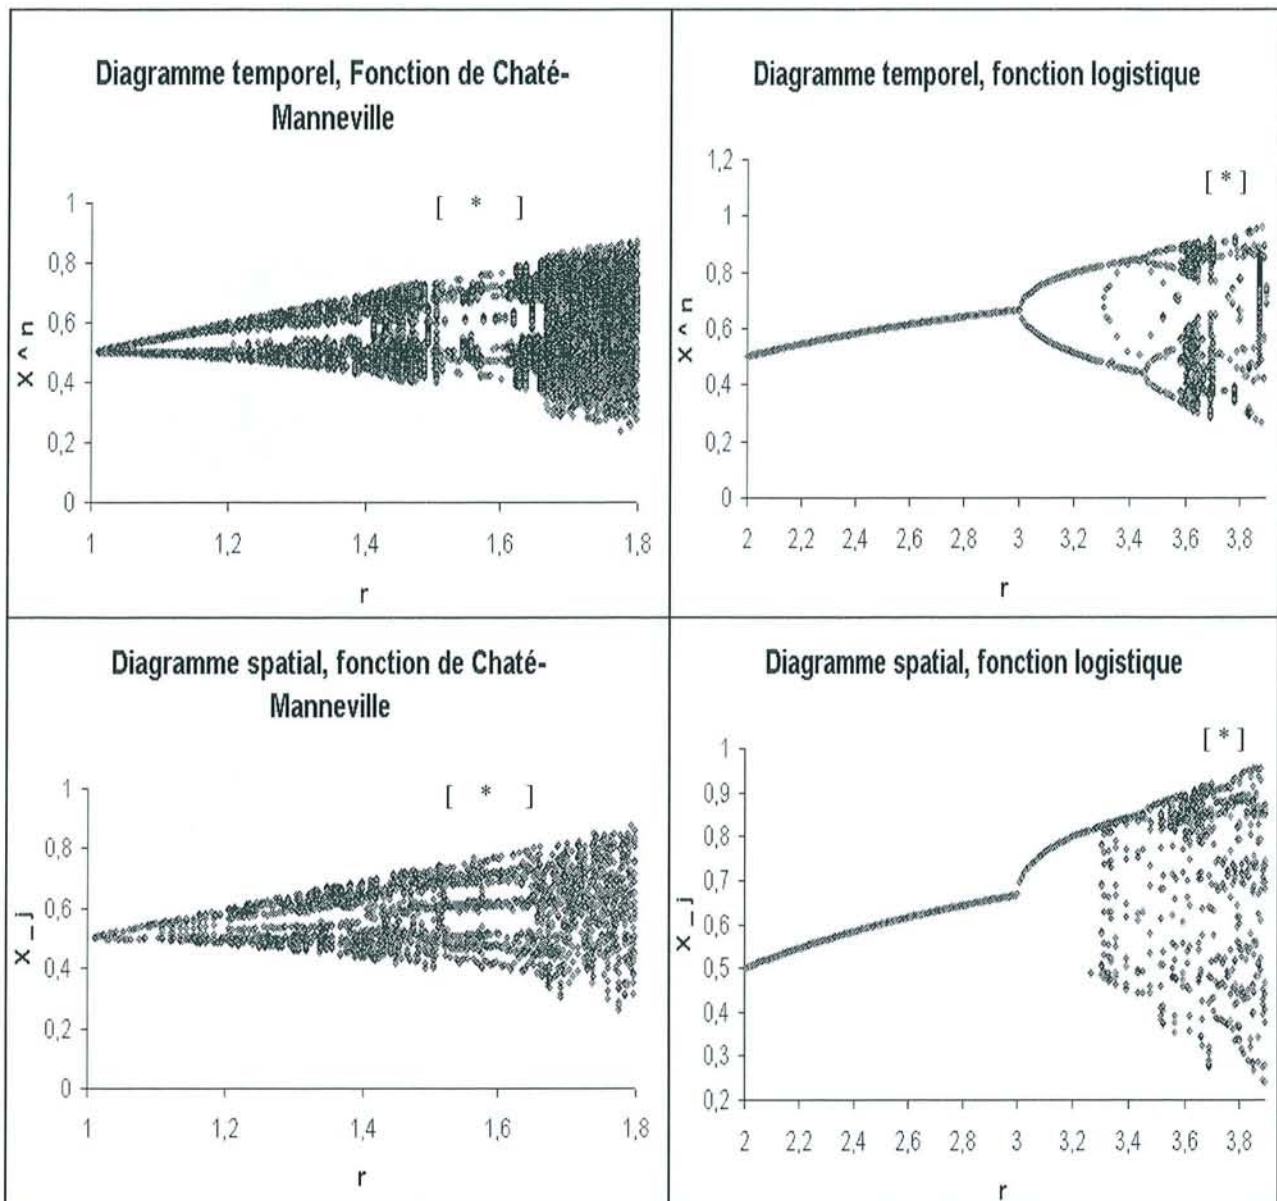 Diagramme temporel, Fonction de Chaté-
Manneville
[ * ]
1
0,8
0,6
0,4
0,2
0
X^n
1 1,2 1,4 1,6 1,8
r
Diagramme temporel, fonction logistique
[ * ]
1,2
1
0,8
0,6
0,4
0,2
0
X^n
2 2,2 2,4 2,6 2,8 3 3,2 3,4 3,6 3,8
r
Diagramme spatial, fonction de Chaté-
Manneville
[ * ]
1
0,8
0,6
0,4
0,2
0
X_j
1 1,2 1,4 1,6 1,8
r
Diagramme spatial, fonction logistique
[ * ]
1
0,9
0,8
0,7
0,6
0,5
0,4
0,3
0,2
X_j
2 2,2 2,4 2,6 2,8 3 3,2 3,4 3,6 3,8
r